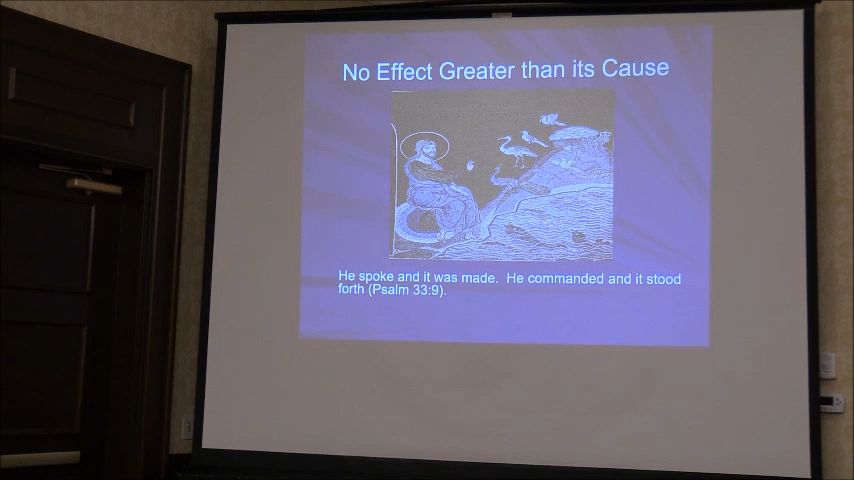 No Effect Greater than its Cause
He spoke and it was made. He commanded and it stood
forth (Psalm 33:9).